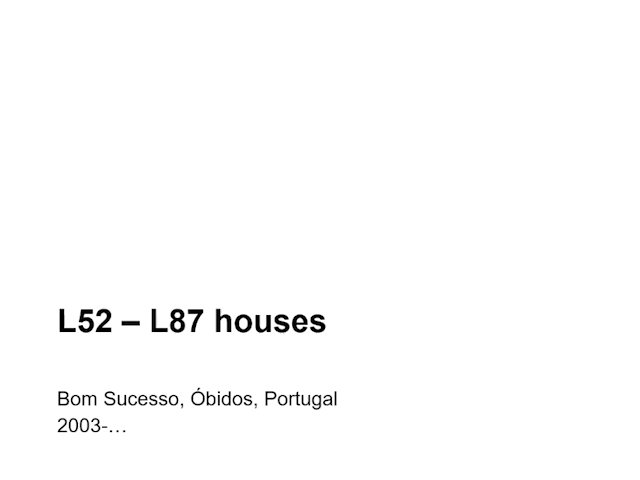 L52 – L87 houses
Bom Sucesso, Óbidos, Portugal
2003-…